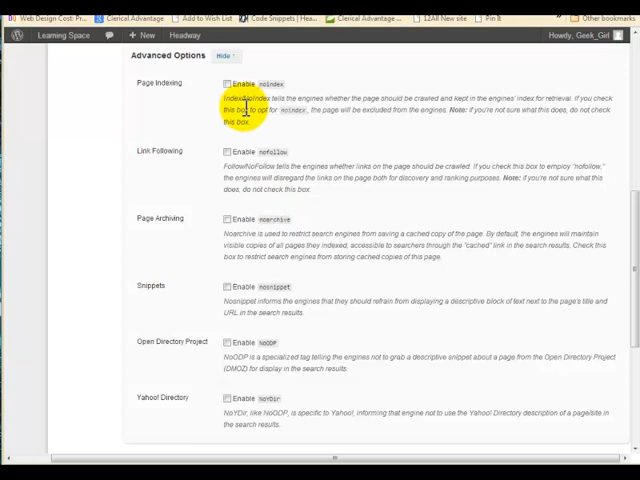 Web Design Cost: Pro... Clerical Advantage Add to Wish List Code Snippets | Hea... Clerical Advantage 12All New site Pin It » Other bookmarks
Learning Space + New Headway Howdy, Geek_Girl
Advanced Options Hide
Page Indexing Enable noindex
Index/NoIndex tells the engines whether the page should be crawled and kept in the engines' index for retrieval. If you check
this box to opt for noindex, the page will be excluded from the engines. Note: if you're not sure what this does, do not check
this box.
Link Following Enable nofollow
Follow/NoFollow tells the engines whether links on the page should be crawled. If you check this box to employ "nofollow,"
the engines will disregard the links on the page both for discovery and ranking purposes. Note: if you're not sure what this
does, do not check this box.
Page Archiving Enable noarchive
Noarchive is used to restrict search engines from saving a cached copy of the page. By default, the engines will maintain
visible copies of all pages they indexed, accessible to searchers through the "cached" link in the search results. Check this
box to restrict search engines from storing cached copies of this page.
Snippets Enable nosnippet
Nosnippet informs the engines that they should refrain from displaying a descriptive block of text next to the page's title and
URL in the search results.
Open Directory Project Enable NoODP
NoODP is a specialized tag telling the engines not to grab a descriptive snippet about a page from the Open Directory Project
(DMOZ) for display in the search results.
Yahoo! Directory Enable NoYDir
NoYDir, like NoODP, is specific to Yahoo!, informing that engine not to use the Yahoo! Directory description of a page/site in
the search results.